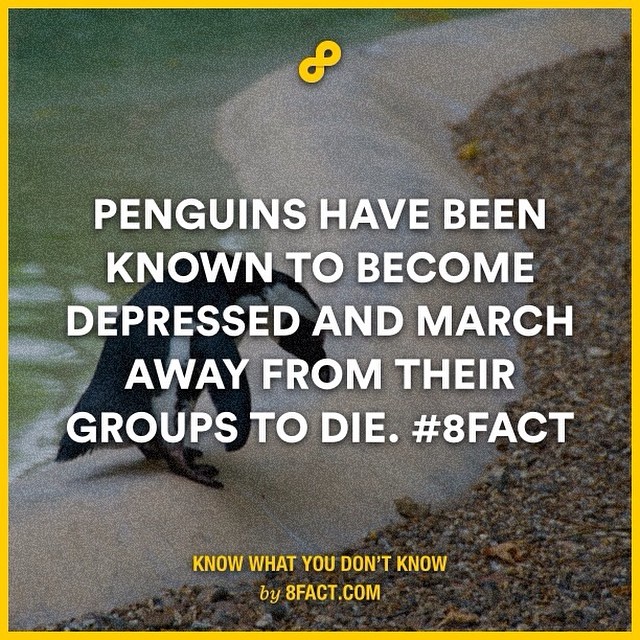 PENGUINS HAVE BEEN
KNOWN TO BECOME
DEPRESSED AND MARCH
AWAY FROM THEIR
GROUPS TO DIE. #8FACT
KNOW WHAT YOU DON'T KNOW
by 8FACT.COM